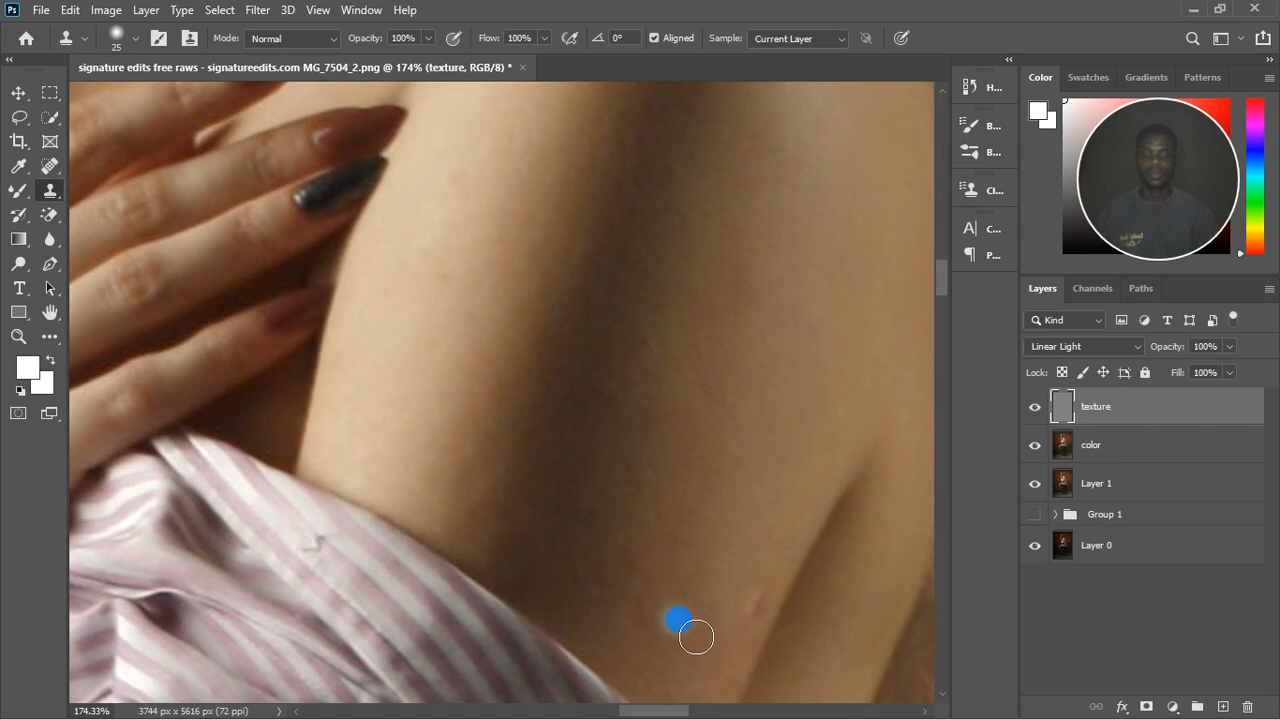 Ps File Edit Image Layer Type Select Filter 3D View Window Help
25 Mode: Normal Opacity: 100% Flow: 100% 0° Aligned Sample: Current Layer
signature edits free raws - signatureedits.com MG_7504_2.png @ 174% (texture, RGB/8) *
H...
B...
B...
Cl...
C...
P...
Color Swatches Gradients Patterns
Layers Channels Paths
Kind
Linear Light Opacity: 100%
Lock: Fill: 100%
texture
color
Layer 1
Group 1
Layer 0
174.33% 3744 px x 5616 px (72 ppi)